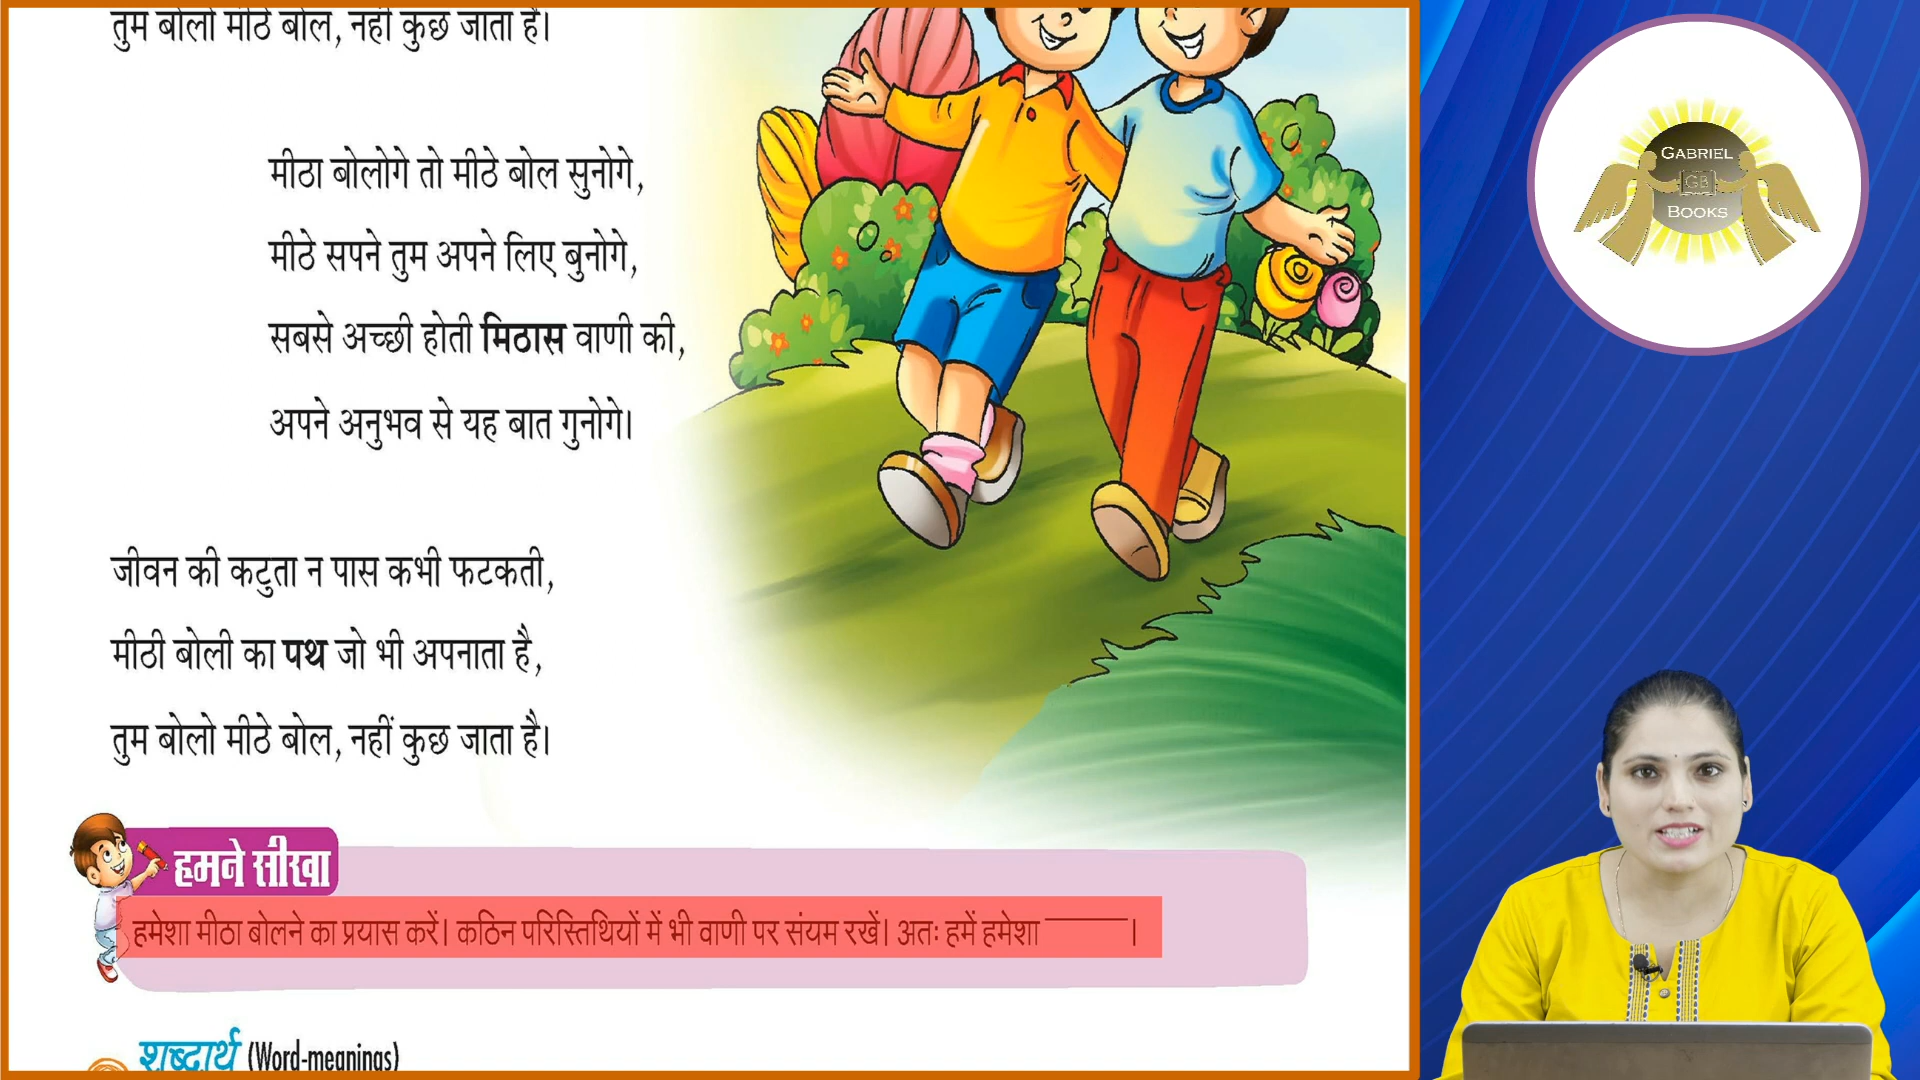 तुम बोलो मीठे बोल, नहीं कुछ जाता है।
मीठा बोलोगे तो मीठे बोल सुनोगे,
मीठे सपने तुम अपने लिए बुनोगे,
सबसे अच्छी होती मिठास वाणी की,
अपने अनुभव से यह बात गुनोगे।
जीवन की कटुता न पास कभी फटकती,
मीठी बोली का पथ जो भी अपनाता है,
तुम बोलो मीठे बोल, नहीं कुछ जाता है।
हमने सीखा
हमेशा मीठा बोलने का प्रयास करें। कठिन परिस्तिथियों में भी वाणी पर संयम रखें। अतः हमें हमेशा ______।
शब्दार्थ (Word-meanings)
GABRIEL
GB
BOOKS